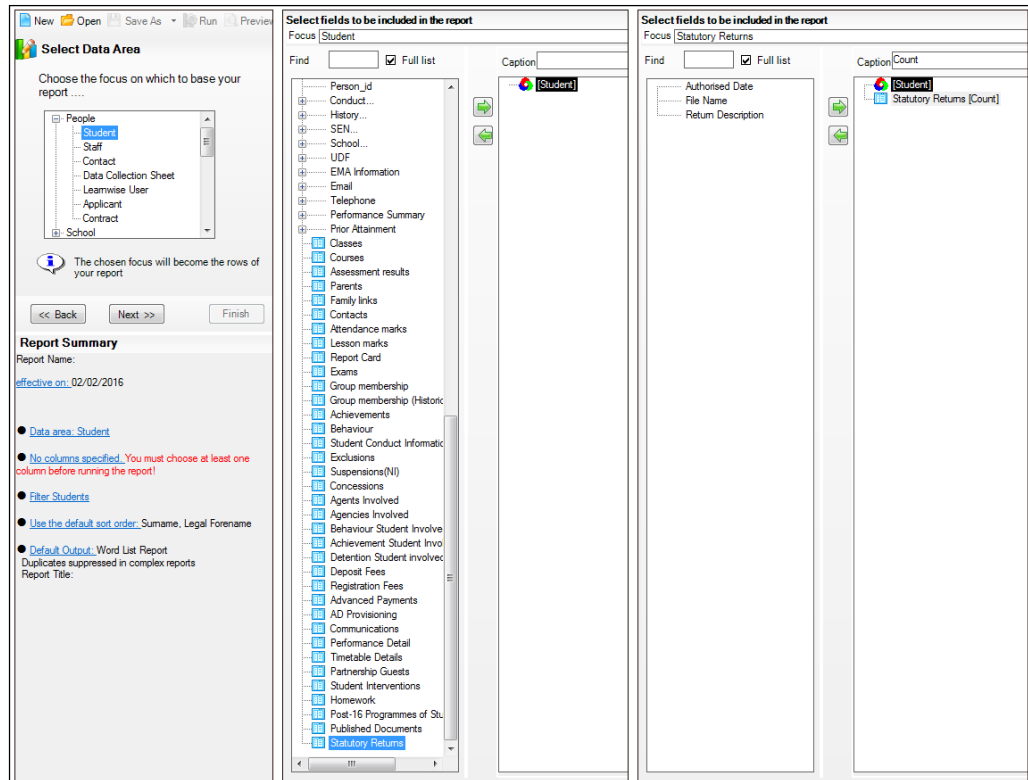 New Open Save As Run Preview
Select Data Area
Choose the focus on which to base your
report ....
People
Student
Staff
Contact
Data Collection Sheet
Learnwise User
Applicant
Contract
School
The chosen focus will become the rows of
your report
<< Back Next >> Finish
Report Summary
Report Name:
effective on: 02/02/2016
Data area: Student
No columns specified. You must choose at least one
column before running the report!
Filter Students
Use the default sort order: Surname, Legal Forename
Default Output: Word List Report
Duplicates suppressed in complex reports
Report Title:
Select fields to be included in the report
Focus Student
Find Full list Caption
Person_id
Conduct...
History...
SEN...
School...
UDF
EMA Information
Email
Telephone
Performance Summary
Prior Attainment
Classes
Courses
Assessment results
Parents
Family links
Contacts
Attendance marks
Lesson marks
Report Card
Exams
Group membership
Group membership (Historic
Achievements
Behaviour
Student Conduct Informatic
Exclusions
Suspensions(NI)
Concessions
Agents Involved
Agencies Involved
Behaviour Student Involve
Achievement Student Invol
Detention Student involved
Deposit Fees
Registration Fees
Advanced Payments
AD Provisioning
Communications
Performance Detail
Timetable Details
Partnership Guests
Student Interventions
Homework
Post-16 Programmes of Stu
Published Documents
Statutory Returns
[Student]
Select fields to be included in the report
Focus Statutory Returns
Find Full list Caption Count
Authorised Date
File Name
Return Description
[Student]
Statutory Returns [Count]